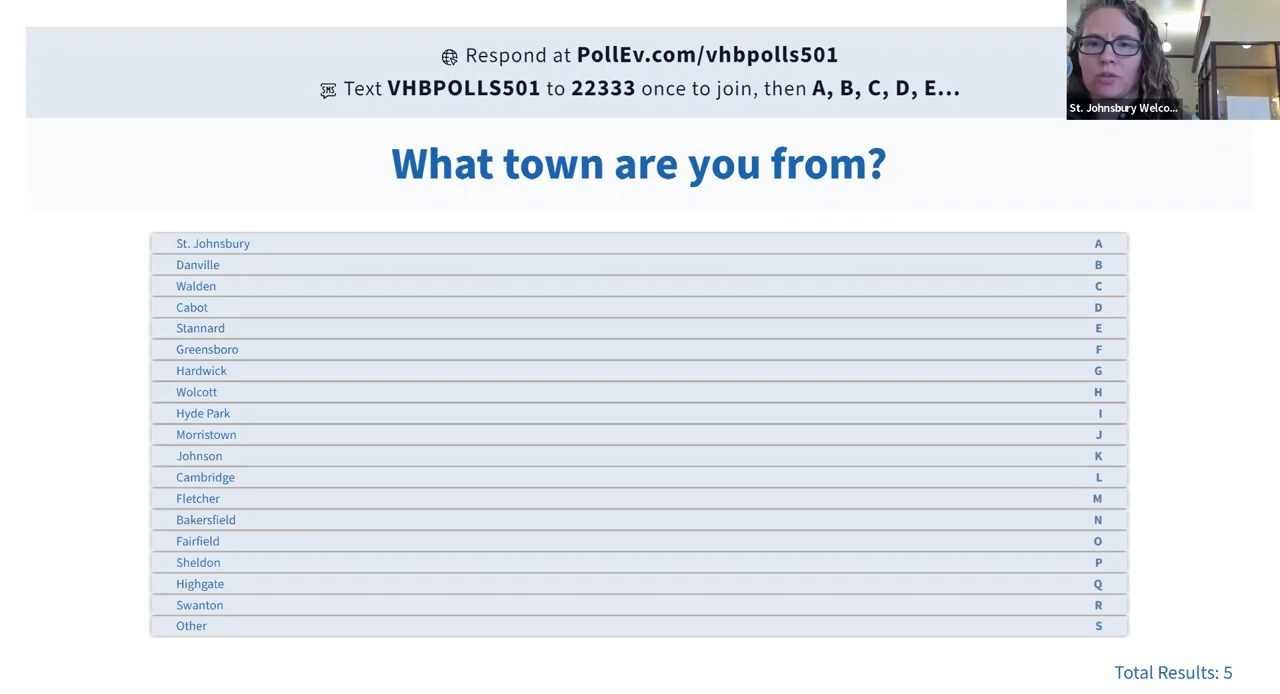 Respond at PollEv.com/vhbpolls501
SMS Text VHBPOLLS501 to 22333 once to join, then A, B, C, D, E...
St. Johnsbury Welco...
What town are you from?
St. Johnsbury A
Danville B
Walden C
Cabot D
Stannard E
Greensboro F
Hardwick G
Wolcott H
Hyde Park I
Morristown J
Johnson K
Cambridge L
Fletcher M
Bakersfield N
Fairfield O
Sheldon P
Highgate Q
Swanton R
Other S
Total Results: 5